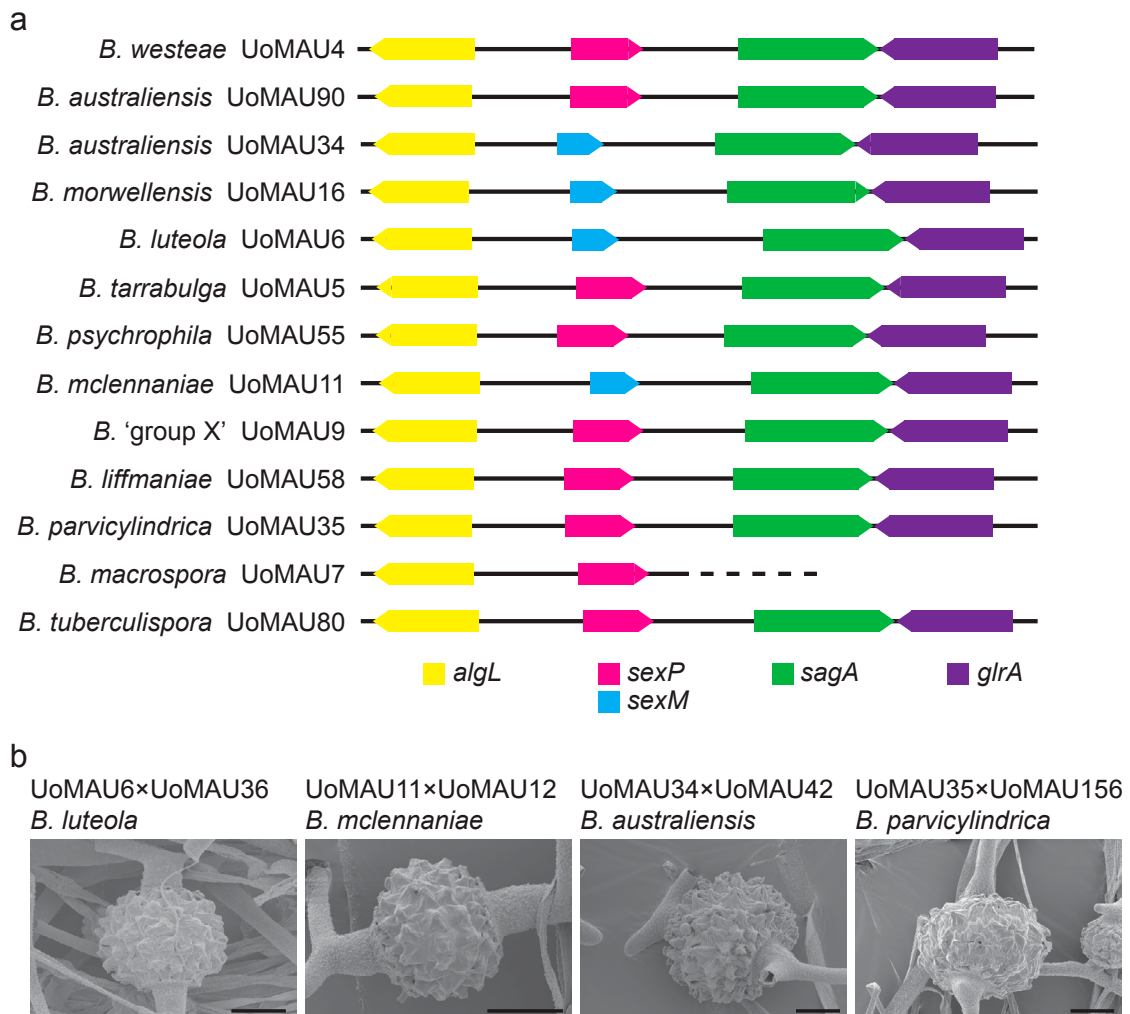 a
B. westeae UoMAU4
B. australiensis UoMAU90
B. australiensis UoMAU34
B. morwellensis UoMAU16
B. luteola UoMAU6
B. tarrabulga UoMAU5
B. psychrophila UoMAU55
B. mclennaniae UoMAU11
B. ‘group X’ UoMAU9
B. liffmaniae UoMAU58
B. parvicylindrica UoMAU35
B. macrospora UoMAU7
B. tuberculispora UoMAU80
algL sexP sagA glrA
sexM
b
UoMAU6×UoMAU36 UoMAU11×UoMAU12 UoMAU34×UoMAU42 UoMAU35×UoMAU156
B. luteola B. mclennaniae B. australiensis B. parvicylindrica